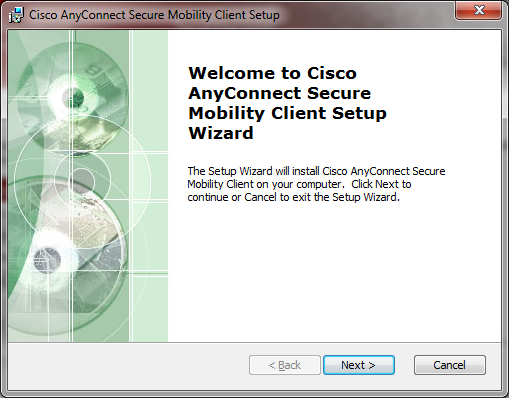 Cisco AnyConnect Secure Mobility Client Setup
Welcome to Cisco
AnyConnect Secure
Mobility Client Setup
Wizard
The Setup Wizard will install Cisco AnyConnect Secure
Mobility Client on your computer.  Click Next to
continue or Cancel to exit the Setup Wizard.
< Back
Next >
Cancel